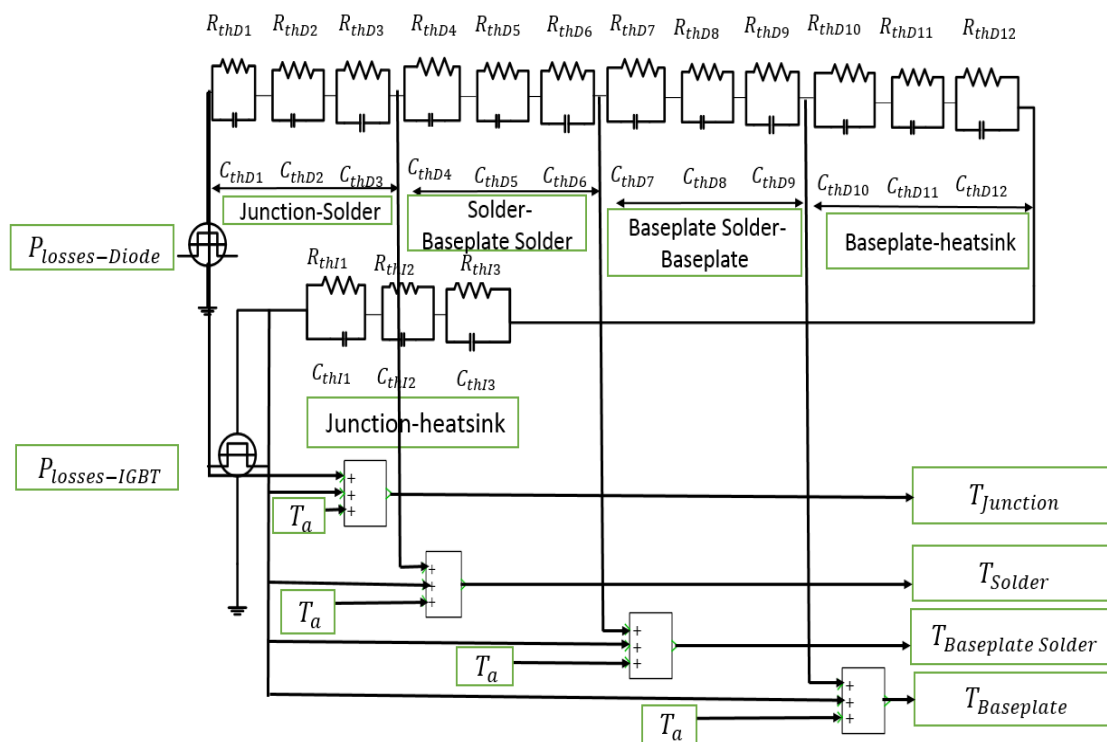 R_thD1 R_thD2 R_thD3 R_thD4 R_thD5 R_thD6 R_thD7 R_thD8 R_thD9 R_thD10 R_thD11 R_thD12
C_thD1 C_thD2 C_thD3 C_thD4 C_thD5 C_thD6 C_thD7 C_thD8 C_thD9 C_thD10 C_thD11 C_thD12
Junction-Solder
Solder-
Baseplate Solder
Baseplate Solder-
Baseplate
Baseplate-heatsink
P_losses-Diode
R_thI1 R_thI2 R_thI3
C_thI1 C_thI2 C_thI3
Junction-heatsink
P_losses-IGBT
+
+
+
T_a
T_Junction
+
+
+
T_a
T_Solder
+
+
+
T_a
T_Baseplate Solder
+
+
+
T_a
T_Baseplate